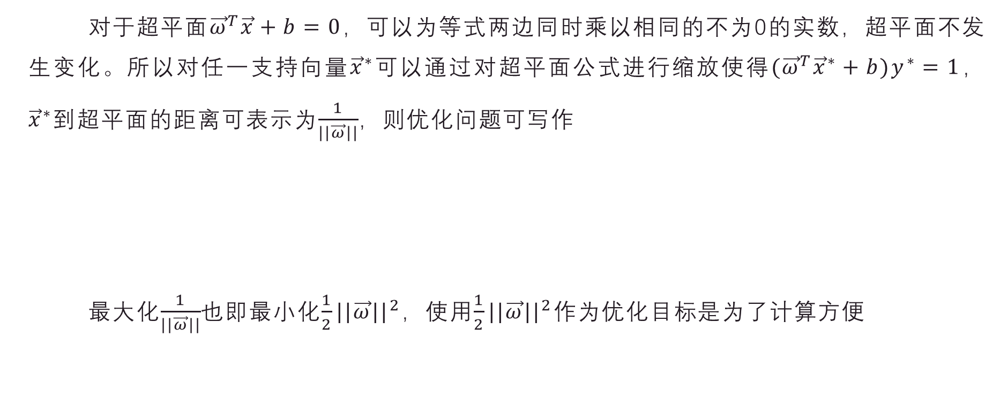 对于超平面$\vec{\omega}^T\vec{x} + b = 0$，可以为等式两边同时乘以相同的不为0的实数，超平面不发
生变化。所以对任一支持向量$\vec{x}^*$可以通过对超平面公式进行缩放使得$(\vec{\omega}^T\vec{x}^* + b)y^* = 1$，
$\vec{x}^*$到超平面的距离可表示为$\frac{1}{||\vec{\omega}||}$，则优化问题可写作
最大化$\frac{1}{||\vec{\omega}||}$也即最小化$\frac{1}{2}||\vec{\omega}||^2$，使用$\frac{1}{2}||\vec{\omega}||^2$作为优化目标是为了计算方便